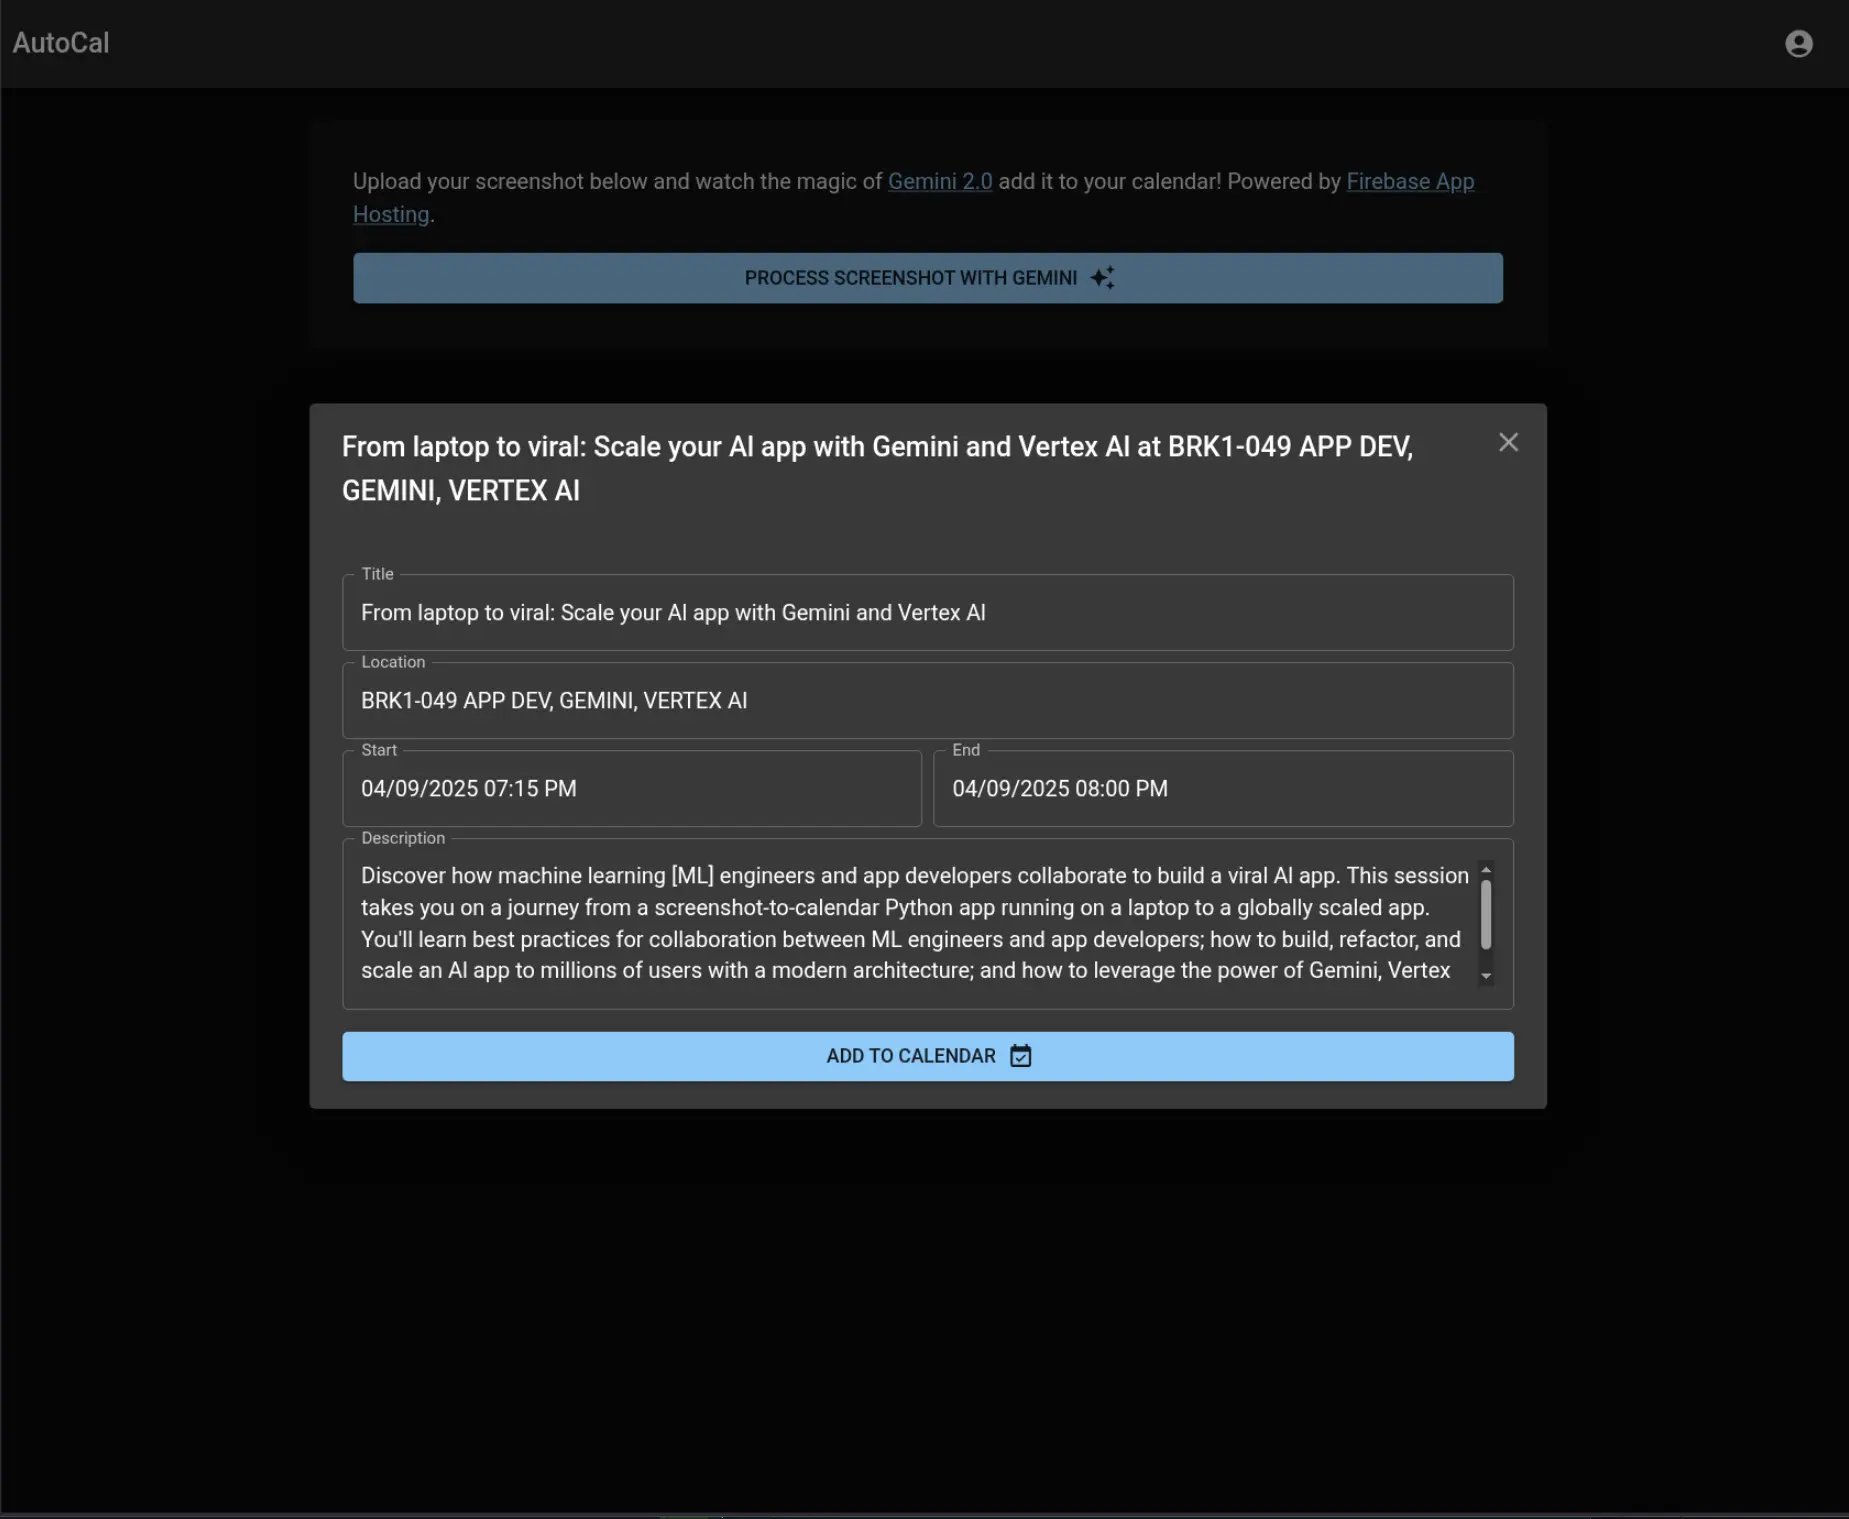 AutoCal
Upload your screenshot below and watch the magic of Gemini 2.0 add it to your calendar! Powered by Firebase App
Hosting.
PROCESS SCREENSHOT WITH GEMINI
From laptop to viral: Scale your AI app with Gemini and Vertex AI at BRK1-049 APP DEV,
GEMINI, VERTEX AI
Title
From laptop to viral: Scale your AI app with Gemini and Vertex AI
Location
BRK1-049 APP DEV, GEMINI, VERTEX AI
Start
04/09/2025 07:15 PM
End
04/09/2025 08:00 PM
Description
Discover how machine learning [ML] engineers and app developers collaborate to build a viral AI app. This session
takes you on a journey from a screenshot-to-calendar Python app running on a laptop to a globally scaled app.
You'll learn best practices for collaboration between ML engineers and app developers; how to build, refactor, and
scale an AI app to millions of users with a modern architecture; and how to leverage the power of Gemini, Vertex
ADD TO CALENDAR